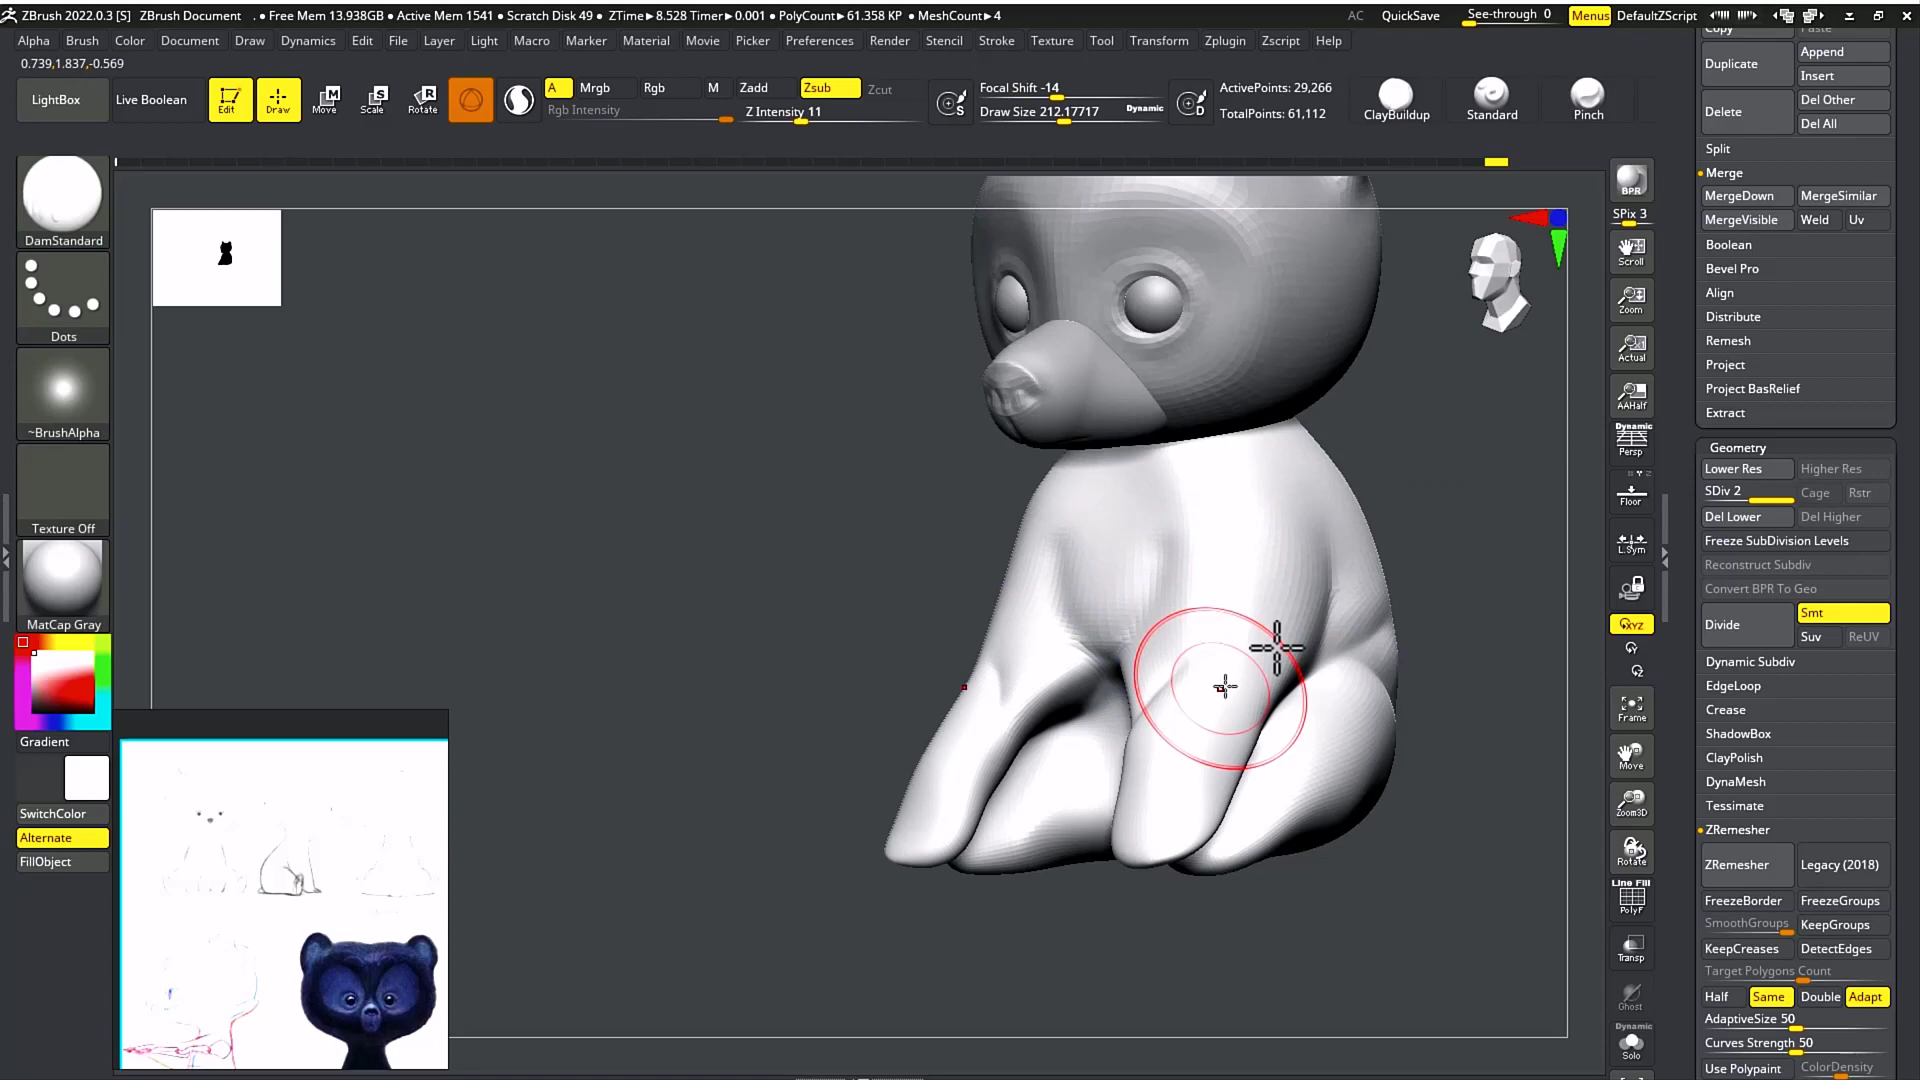 ZBrush 2022.0.3 [S] ZBrush Document . • Free Mem 13.938GB • Active Mem 1541 • Scratch Disk 49 • ZTime►8.528 Timer►0.001 • PolyCount►61.358 KP • MeshCount►4 AC QuickSave See-through 0 Menus DefaultZScript
Alpha Brush Color Document Draw Dynamics Edit File Layer Light Macro Marker Material Movie Picker Preferences Render Stencil Stroke Texture Tool Transform Zplugin Zscript Help
0.739,1.837,-0.569
LightBox Live Boolean Edit Draw Move Scale Rotate A Mrgb Rgb M Zadd Zsub Zcut Focal Shift -14 ActivePoints: 29,266
Rgb Intensity Z Intensity 11 S Draw Size 212.17717 Dynamic D TotalPoints: 61,112 ClayBuildup Standard Pinch
DamStandard
Dots
~BrushAlpha
Texture Off
MatCap Gray
Gradient
SwitchColor
Alternate
FillObject
BPR
SPix 3
Scroll
Zoom
Actual
AAHalf
Dynamic
Persp
Floor
L.Sym
XYZ
Y
Z
Frame
Move
Zoom3D
Rotate
Line Fill
PolyF
Transp
Ghost
Dynamic
Solo
Copy Paste
Duplicate Append
Insert
Delete Del Other
Del All
Split
Merge
MergeDown MergeSimilar
MergeVisible Weld Uv
Boolean
Bevel Pro
Align
Distribute
Remesh
Project
Project BasRelief
Extract
Geometry
Lower Res Higher Res
SDiv 2 Cage Rstr
Del Lower Del Higher
Freeze SubDivision Levels
Reconstruct Subdiv
Convert BPR To Geo
Divide Smt
Suv ReUV
Dynamic Subdiv
EdgeLoop
Crease
ShadowBox
ClayPolish
DynaMesh
Tessimate
ZRemesher
ZRemesher Legacy (2018)
FreezeBorder FreezeGroups
SmoothGroups KeepGroups
KeepCreases DetectEdges
Target Polygons Count
Half Same Double Adapt
AdaptiveSize 50
Curves Strength 50
Use Polypaint ColorDensity